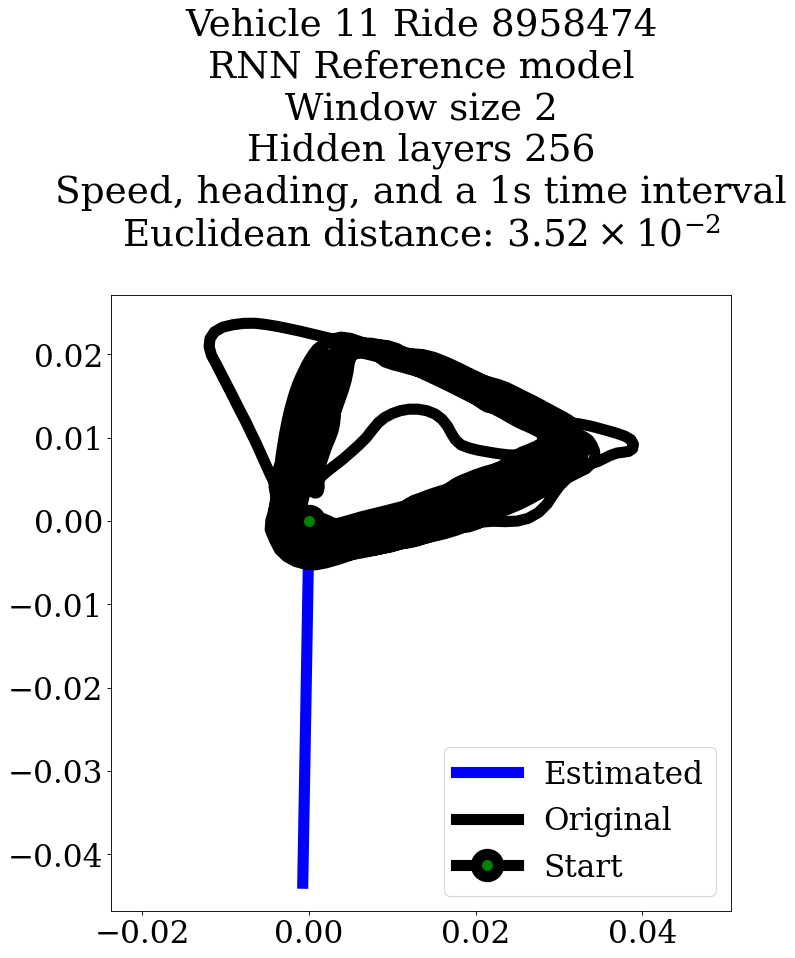 Vehicle 11 Ride 8958474
RNN Reference model
Window size 2
Hidden layers 256
Speed, heading, and a 1s time interval
Euclidean distance: 3.52 × 10⁻²
0.02
0.01
0.00
−0.01
−0.02
−0.03
−0.04
Estimated
Original
Start
−0.02
0.00
0.02
0.04